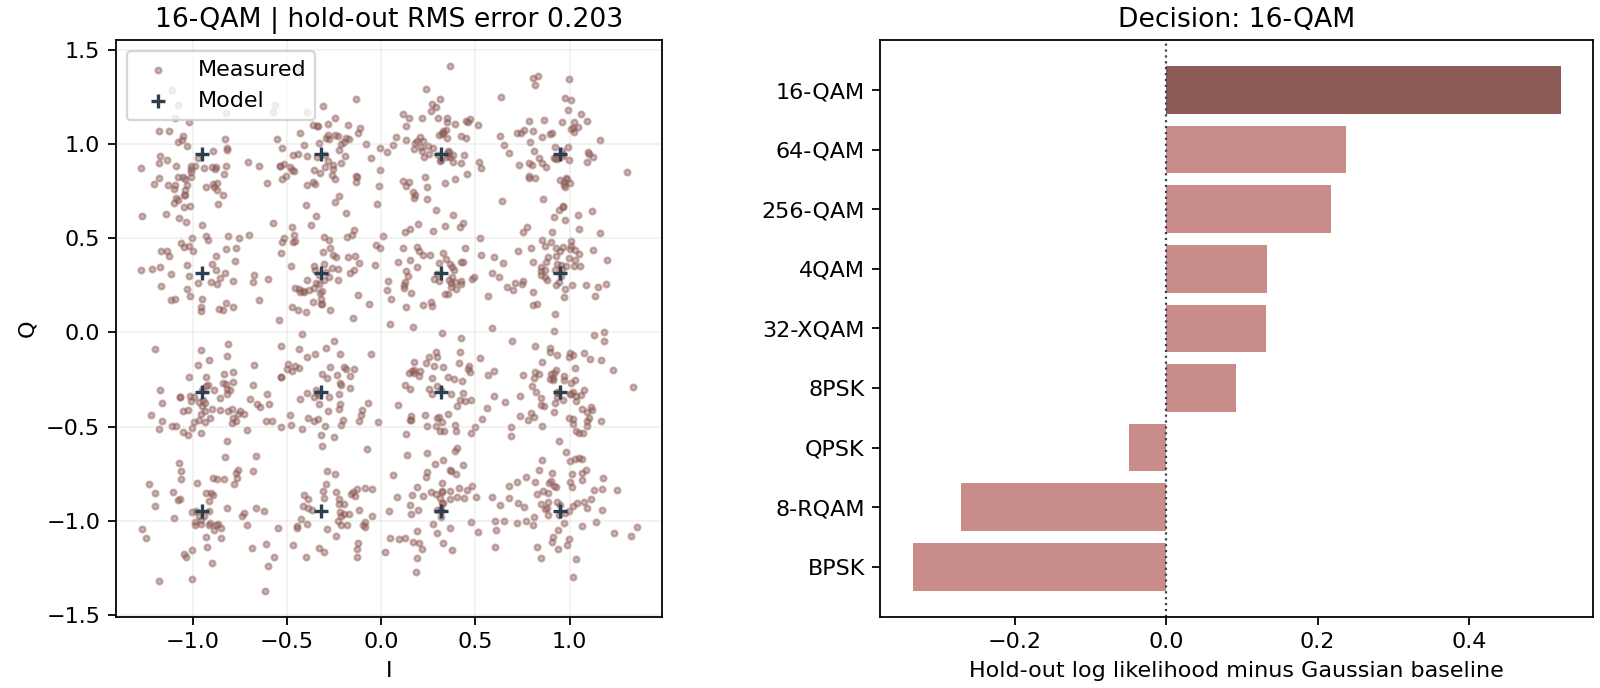 16-QAM | hold-out RMS error 0.203
Measured
Model
1.5
1.0
0.5
0.0
−0.5
−1.0
−1.5
Q
−1.0
−0.5
0.0
0.5
1.0
I
Decision: 16-QAM
16-QAM
64-QAM
256-QAM
4QAM
32-XQAM
8PSK
QPSK
8-RQAM
BPSK
−0.2
0.0
0.2
0.4
Hold-out log likelihood minus Gaussian baseline